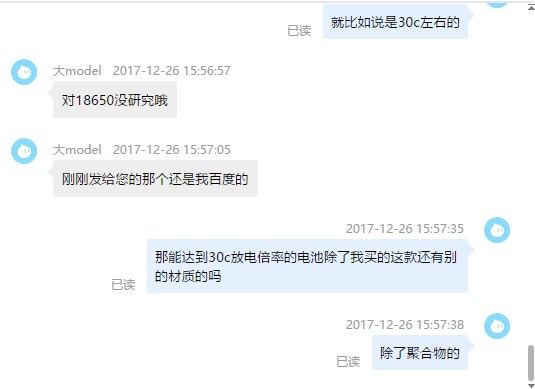 就比如说是30c左右的
已读
大model 2017-12-26 15:56:57
对18650没研究哦
大model 2017-12-26 15:57:05
刚刚发给您的那个还是我百度的
2017-12-26 15:57:35
那能达到30c放电倍率的电池除了我买的这款还有别
的材质的吗
已读
2017-12-26 15:57:38
除了聚合物的
已读